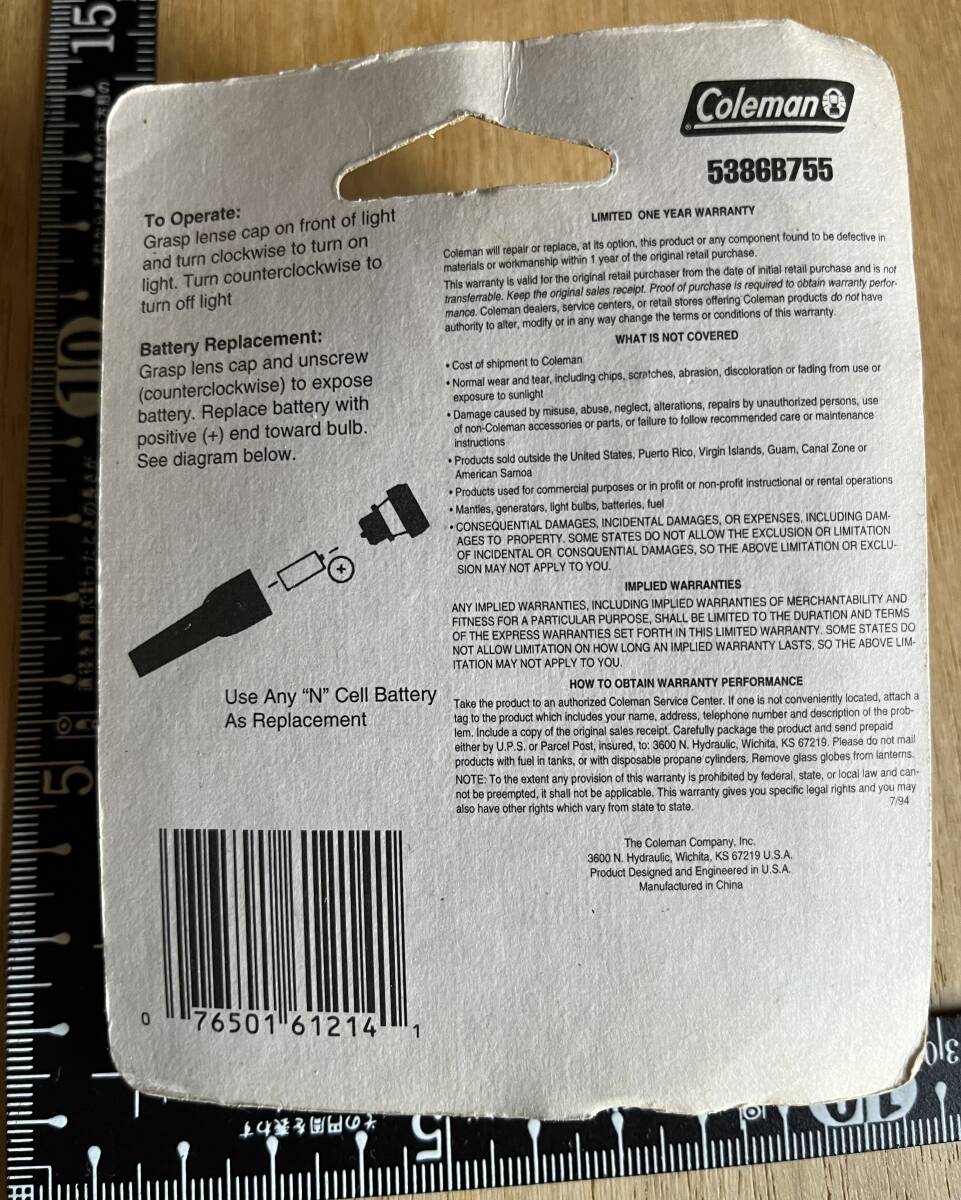 Coleman
5386B755
To Operate:
Grasp lense cap on front of light
and turn clockwise to turn on
light. Turn counterclockwise to
turn off light
Battery Replacement:
Grasp lens cap and unscrew
(counterclockwise) to expose
battery. Replace battery with
positive (+) end toward bulb.
See diagram below.
- +
Use Any “N” Cell Battery
As Replacement
0 76501 61214 1
LIMITED ONE YEAR WARRANTY
Coleman will repair or replace, at its option, this product or any component found to be defective in
materials or workmanship within 1 year of the original retail purchase.
This warranty is valid for the original retail purchaser from the date of initial retail purchase and is not
transferrable. Keep the original sales receipt. Proof of purchase is required to obtain warranty perfor-
mance. Coleman dealers, service centers, or retail stores offering Coleman products do not have
authority to alter, modify or in any way change the terms or conditions of this warranty.
WHAT IS NOT COVERED
• Cost of shipment to Coleman
• Normal wear and tear, including chips, scratches, abrasion, discoloration or fading from use or
exposure to sunlight
• Damage caused by misuse, abuse, neglect, alterations, repairs by unauthorized persons, use
of non-Coleman accessories or parts, or failure to follow recommended care or maintenance
instructions
• Products sold outside the United States, Puerto Rico, Virgin Islands, Guam, Canal Zone or
American Samoa
• Products used for commercial purposes or in profit or non-profit instructional or rental operations
• Mantles, generators, light bulbs, batteries, fuel
• CONSEQUENTIAL DAMAGES, INCIDENTAL DAMAGES, OR EXPENSES, INCLUDING DAM-
AGES TO PROPERTY. SOME STATES DO NOT ALLOW THE EXCLUSION OR LIMITATION
OF INCIDENTAL OR CONSQUENTIAL DAMAGES, SO THE ABOVE LIMITATION OR EXCLU-
SION MAY NOT APPLY TO YOU.
IMPLIED WARRANTIES
ANY IMPLIED WARRANTIES, INCLUDING IMPLIED WARRANTIES OF MERCHANTABILITY AND
FITNESS FOR A PARTICULAR PURPOSE, SHALL BE LIMITED TO THE DURATION AND TERMS
OF THE EXPRESS WARRANTIES SET FORTH IN THIS LIMITED WARRANTY. SOME STATES DO
NOT ALLOW LIMITATION ON HOW LONG AN IMPLIED WARRANTY LASTS, SO THE ABOVE LIM-
ITATION MAY NOT APPLY TO YOU.
HOW TO OBTAIN WARRANTY PERFORMANCE
Take the product to an authorized Coleman Service Center. If one is not conveniently located, attach a
tag to the product which includes your name, address, telephone number and description of the prob-
lem. Include a copy of the original sales receipt. Carefully package the product and send prepaid
either by U.P.S. or Parcel Post, insured, to: 3600 N. Hydraulic, Wichita, KS 67219. Please do not mail
products with fuel in tanks, or with disposable propane cylinders. Remove glass globes from lanterns.
NOTE: To the extent any provision of this warranty is prohibited by federal, state, or local law and can-
not be preempted, it shall not be applicable. This warranty gives you specific legal rights and you may
also have other rights which vary from state to state.
7/94
The Coleman Company, Inc.
3600 N. Hydraulic, Wichita, KS 67219 U.S.A.
Product Designed and Engineered in U.S.A.
Manufactured in China
15
10
5
5
10